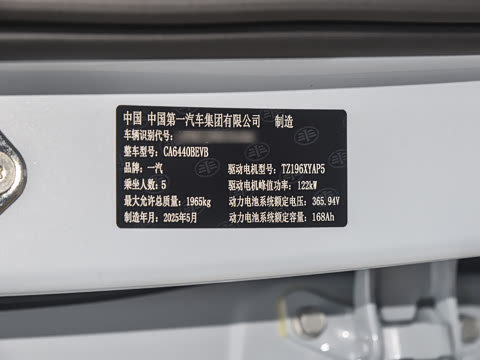 中国 中国第一汽车集团有限公司 制造
车辆识别代号:
整车型号: CA6440BEVB
品牌: 一汽 驱动电机型号: TZ196XYAP5
乘坐人数: 5 驱动电机峰值功率: 122kW
最大允许总质量: 1965kg 动力电池系统额定电压: 365.94V
制造年月: 2025年5月 动力电池系统额定容量: 168Ah